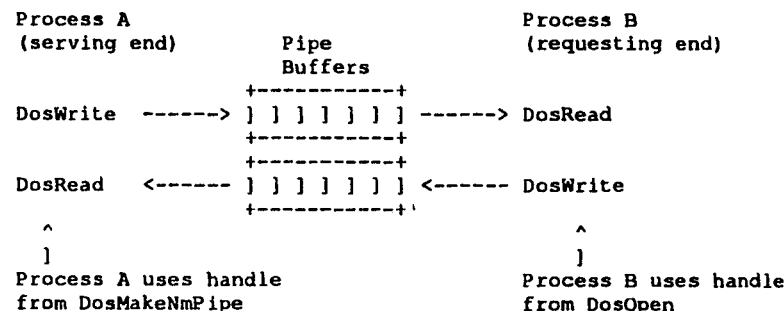 Process A                                      Process B
(serving end)          Pipe                    (requesting end)
                       Buffers
                    +-----------+
DosWrite  ------> ] ] ] ] ] ] ] ------> DosRead
                    +-----------+
                    +-----------+
DosRead   <------ ] ] ] ] ] ] ] <------ DosWrite
                    +-----------+
   ^                                               ^
   ]                                               ]
Process A uses handle                          Process B uses handle
from DosMakeNmPipe                             from DosOpen